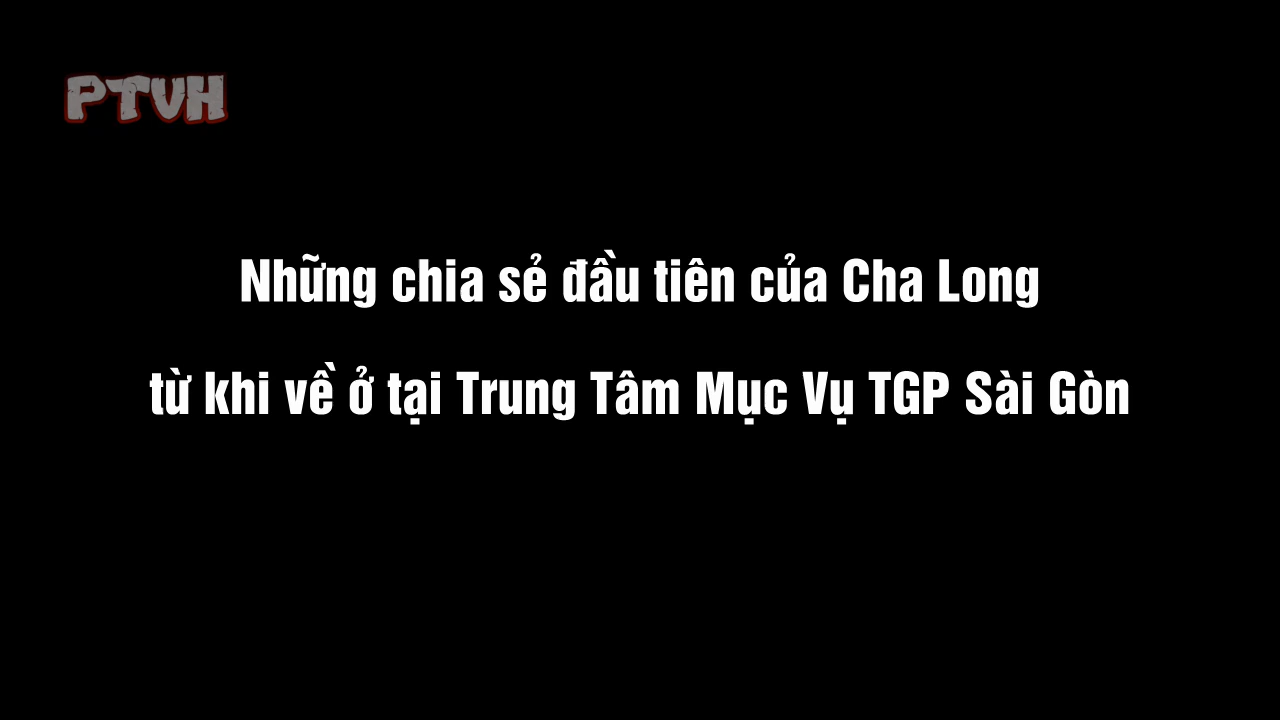 PTVH
Những chia sẻ đầu tiên của Cha Long
từ khi về ở tại Trung Tâm Mục Vụ TGP Sài Gòn